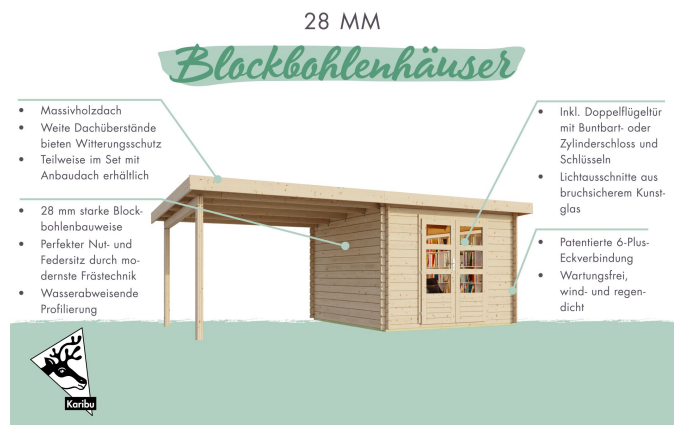 28 MM
Blockbohlenhäuser
• Massivholzdach
• Weite Dachüberstände
bieten Witterungsschutz
• Teilweise im Set mit
Anbaudach erhältlich
• 28 mm starke Block-
bohlenbauweise
• Perfekter Nut- und
Federsitz durch mo-
dernste Frästechnik
• Wasserabweisende
Profilierung
• Inkl. Doppelflügeltür
mit Buntbart- oder
Zylinderschloss und
Schlüsseln
• Lichtausschnitte aus
bruchsicherem Kunst-
glas
• Patentierte 6-Plus-
Eckverbindung
• Wartungsfrei,
wind- und regen-
dicht
Karibu